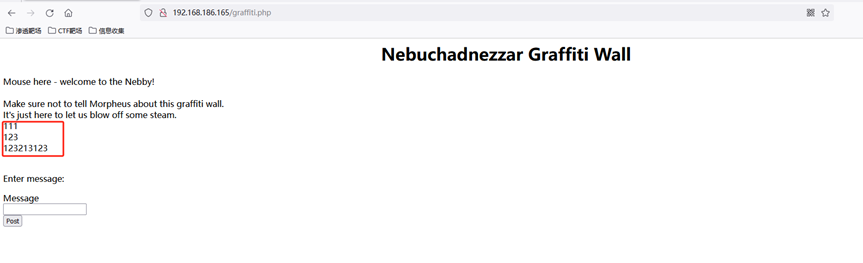 192.168.186.165/graffiti.php
渗透靶场 CTF靶场 信息收集
Nebuchadnezzar Graffiti Wall
Mouse here - welcome to the Nebby!
Make sure not to tell Morpheus about this graffiti wall.
It's just here to let us blow off some steam.
111
123
123213123
Enter message:
Message
Post